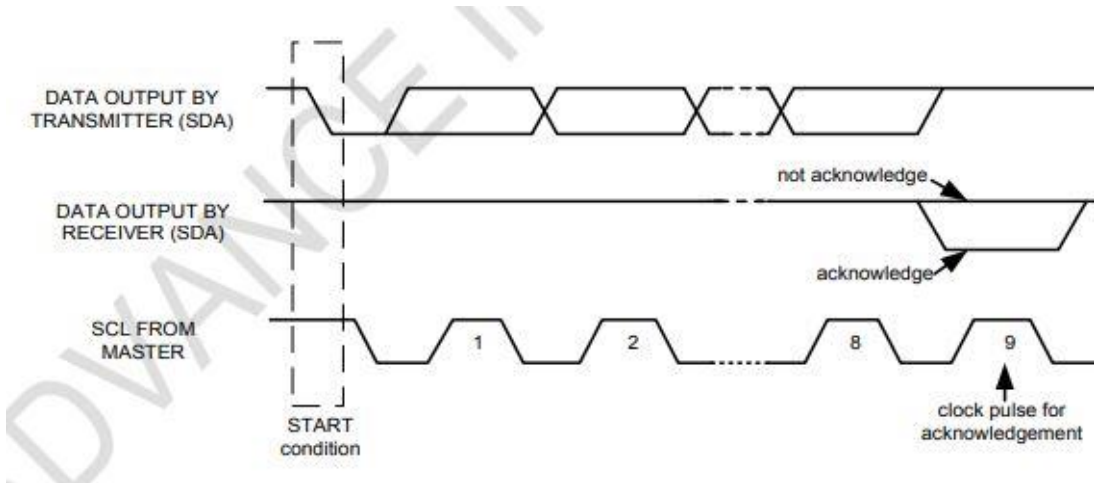 DATA OUTPUT BY
TRANSMITTER (SDA)
not acknowledge
DATA OUTPUT BY
RECEIVER (SDA)
acknowledge
SCL FROM
MASTER
1
2
8
9
START
condition
clock pulse for
acknowledgement
DVANCE I